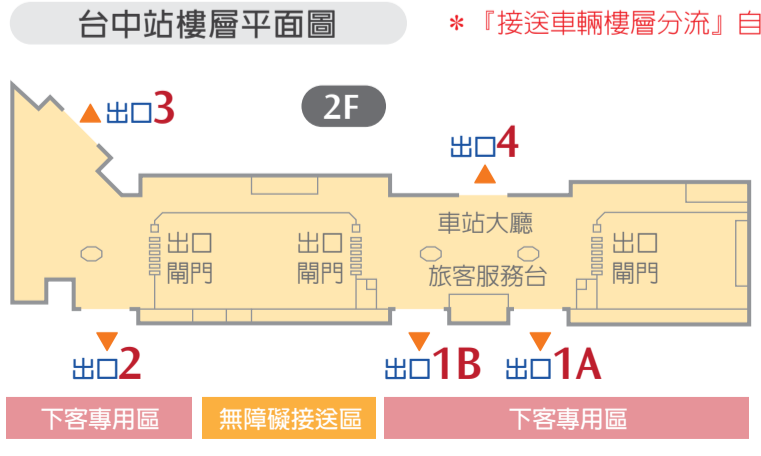 台中站樓層平面圖
＊『接送車輛樓層分流』自
2F
出口3
出口4
車站大廳
出口
閘門
出口
閘門
旅客服務台
出口
閘門
出口2
出口1B
出口1A
下客專用區
無障礙接送區
下客專用區